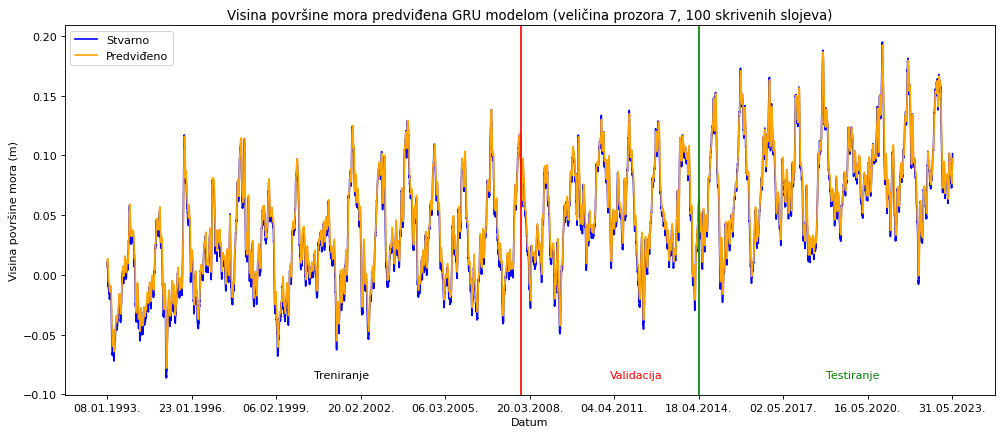 Visina površine mora predviđena GRU modelom (veličina prozora 7, 100 skrivenih slojeva)
Stvarno
Predviđeno
0.20
0.15
0.10
0.05
0.00
−0.05
−0.10
Visina površine mora (m)
Treniranje
Validacija
Testiranje
08.01.1993.
23.01.1996.
06.02.1999.
20.02.2002.
06.03.2005.
20.03.2008.
04.04.2011.
18.04.2014.
02.05.2017.
16.05.2020.
31.05.2023.
Datum